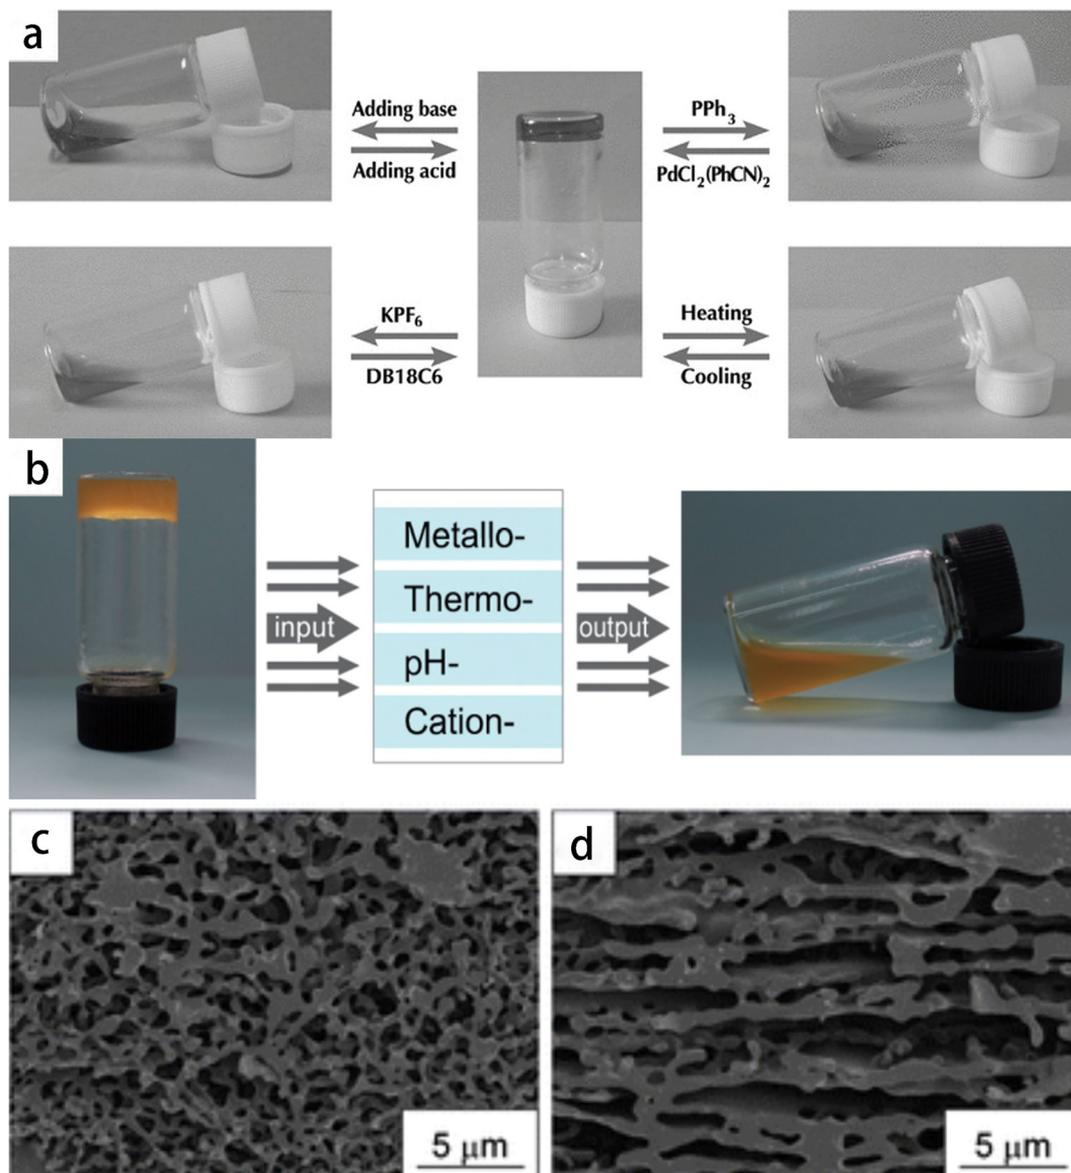 a
Adding base
Adding acid
PPh3
PdCl2(PhCN)2
KPF6
DB18C6
Heating
Cooling
b
input
Metallo-
Thermo-
pH-
Cation-
output
c
5 μm
d
5 μm